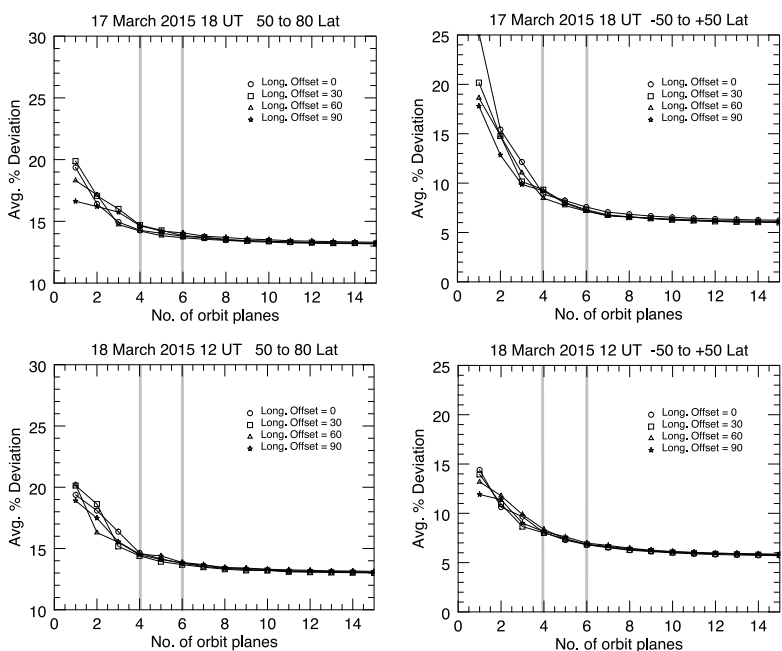 17 March 2015 18 UT 50 to 80 Lat
30
25
20
15
10
Avg. % Deviation
Long. Offset = 0
Long. Offset = 30
Long. Offset = 60
Long. Offset = 90
0 2 4 6 8 10 12 14
No. of orbit planes
17 March 2015 18 UT -50 to +50 Lat
25
20
15
10
5
0
Avg. % Deviation
Long. Offset = 0
Long. Offset = 30
Long. Offset = 60
Long. Offset = 90
0 2 4 6 8 10 12 14
No. of orbit planes
18 March 2015 12 UT 50 to 80 Lat
30
25
20
15
10
Avg. % Deviation
Long. Offset = 0
Long. Offset = 30
Long. Offset = 60
Long. Offset = 90
0 2 4 6 8 10 12 14
No. of orbit planes
18 March 2015 12 UT -50 to +50 Lat
25
20
15
10
5
0
Avg. % Deviation
Long. Offset = 0
Long. Offset = 30
Long. Offset = 60
Long. Offset = 90
0 2 4 6 8 10 12 14
No. of orbit planes